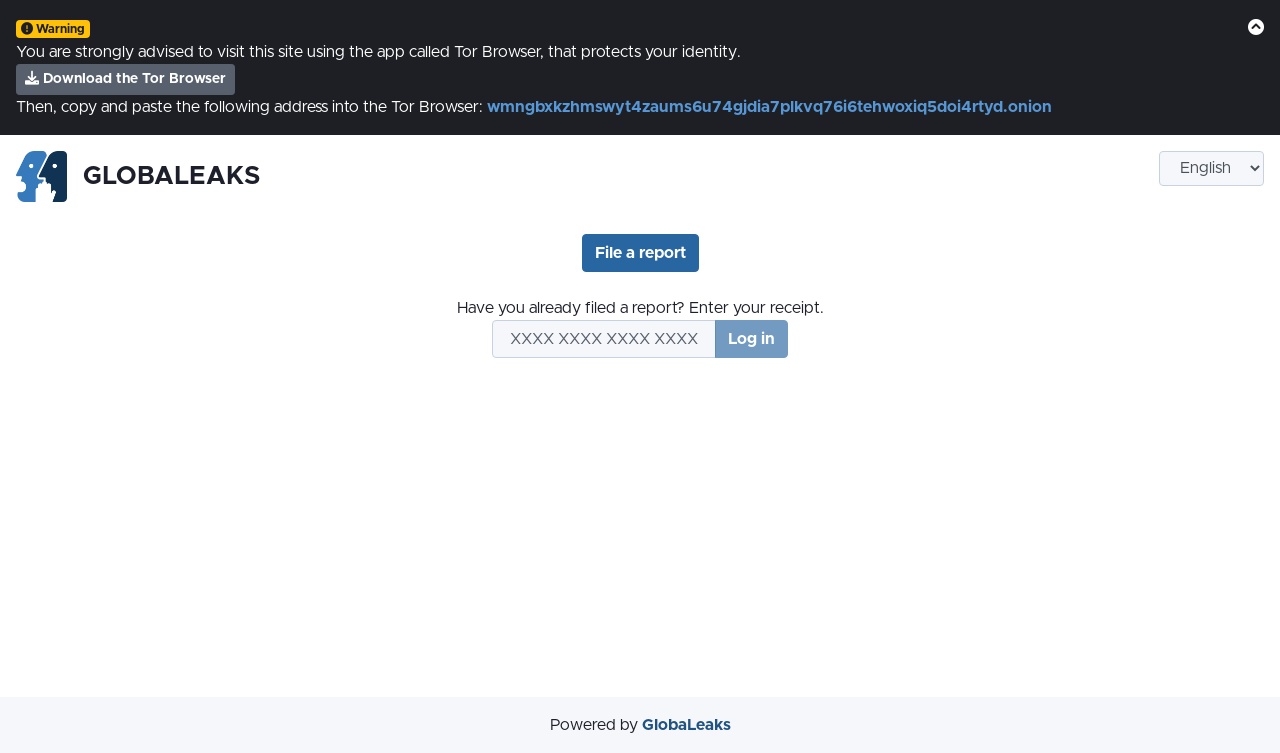 Warning
You are strongly advised to visit this site using the app called Tor Browser, that protects your identity.
Download the Tor Browser
Then, copy and paste the following address into the Tor Browser: wmngbxkzhmswyt4zaums6u74gjdia7plkvq76i6tehwoxiq5doi4rtyd.onion
GLOBALEAKS
English
File a report
Have you already filed a report? Enter your receipt.
XXXX XXXX XXXX XXXX
Log in
Powered by GlobaLeaks